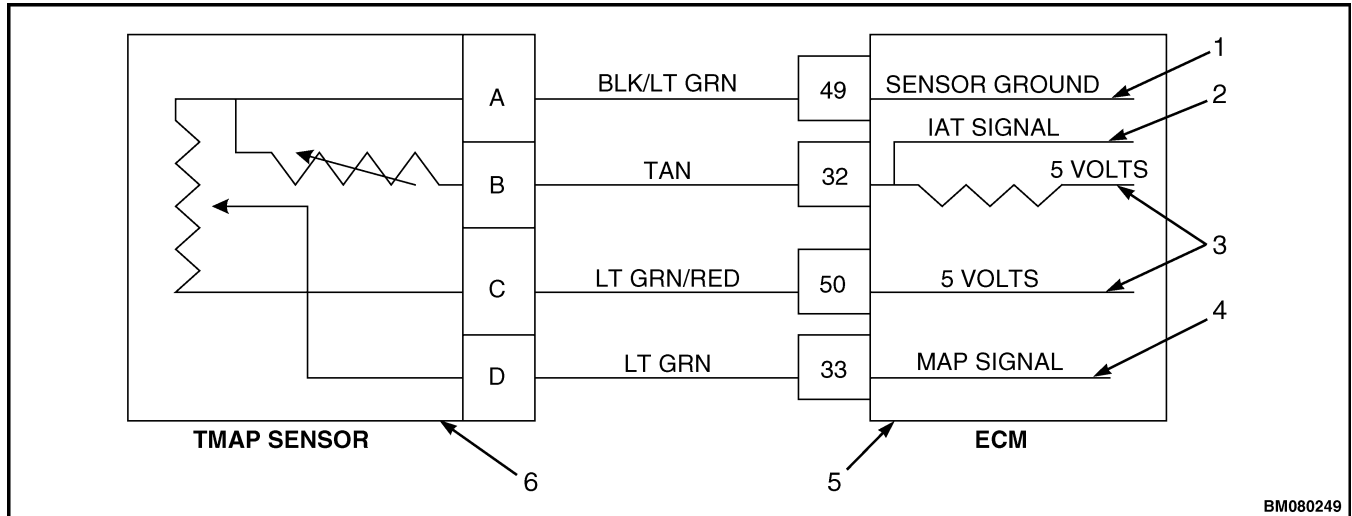 1
A BLK/LT GRN 49 SENSOR GROUND
2
IAT SIGNAL
B TAN 32 5 VOLTS
3
C LT GRN/RED 50 5 VOLTS
4
D LT GRN 33 MAP SIGNAL
TMAP SENSOR ECM
6 5
BM080249